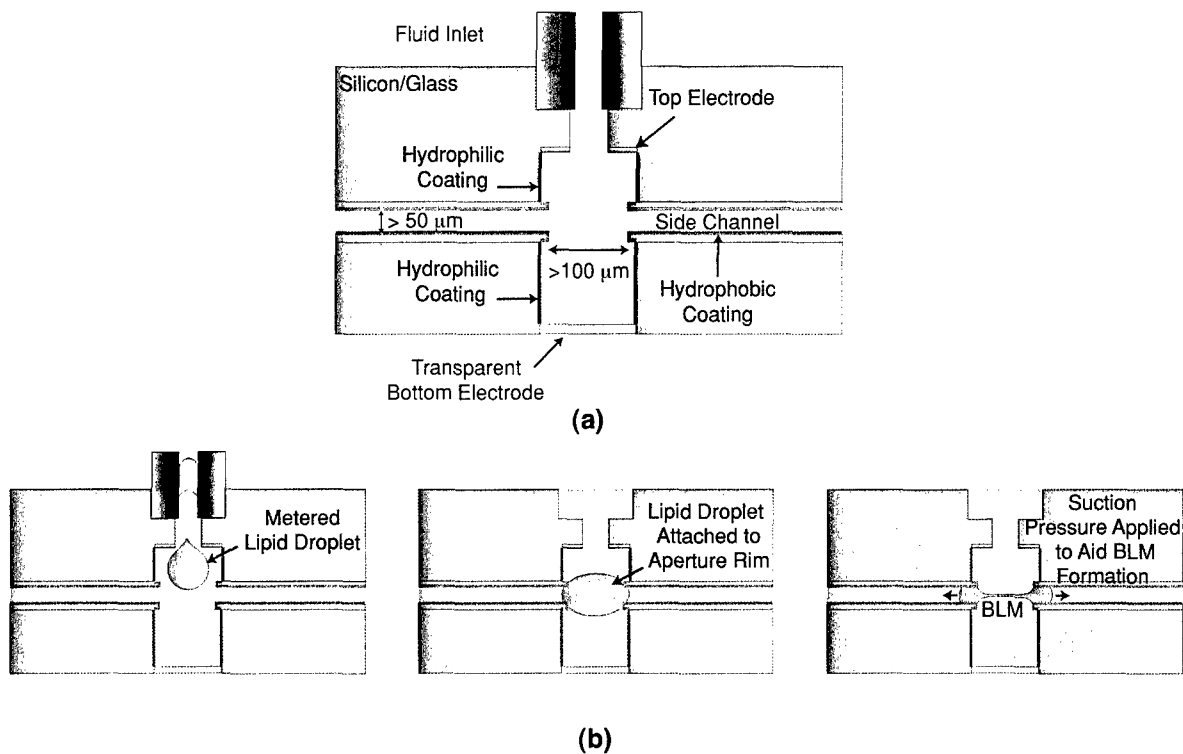 Fluid Inlet
Silicon/Glass
Top Electrode
Hydrophilic
Coating
> 50 μm
Side Channel
>100 μm
Hydrophilic
Coating
Hydrophobic
Coating
Transparent
Bottom Electrode
(a)
Metered
Lipid Droplet
Lipid Droplet
Attached to
Aperture Rim
Suction
Pressure Applied
to Aid BLM
Formation
BLM
(b)